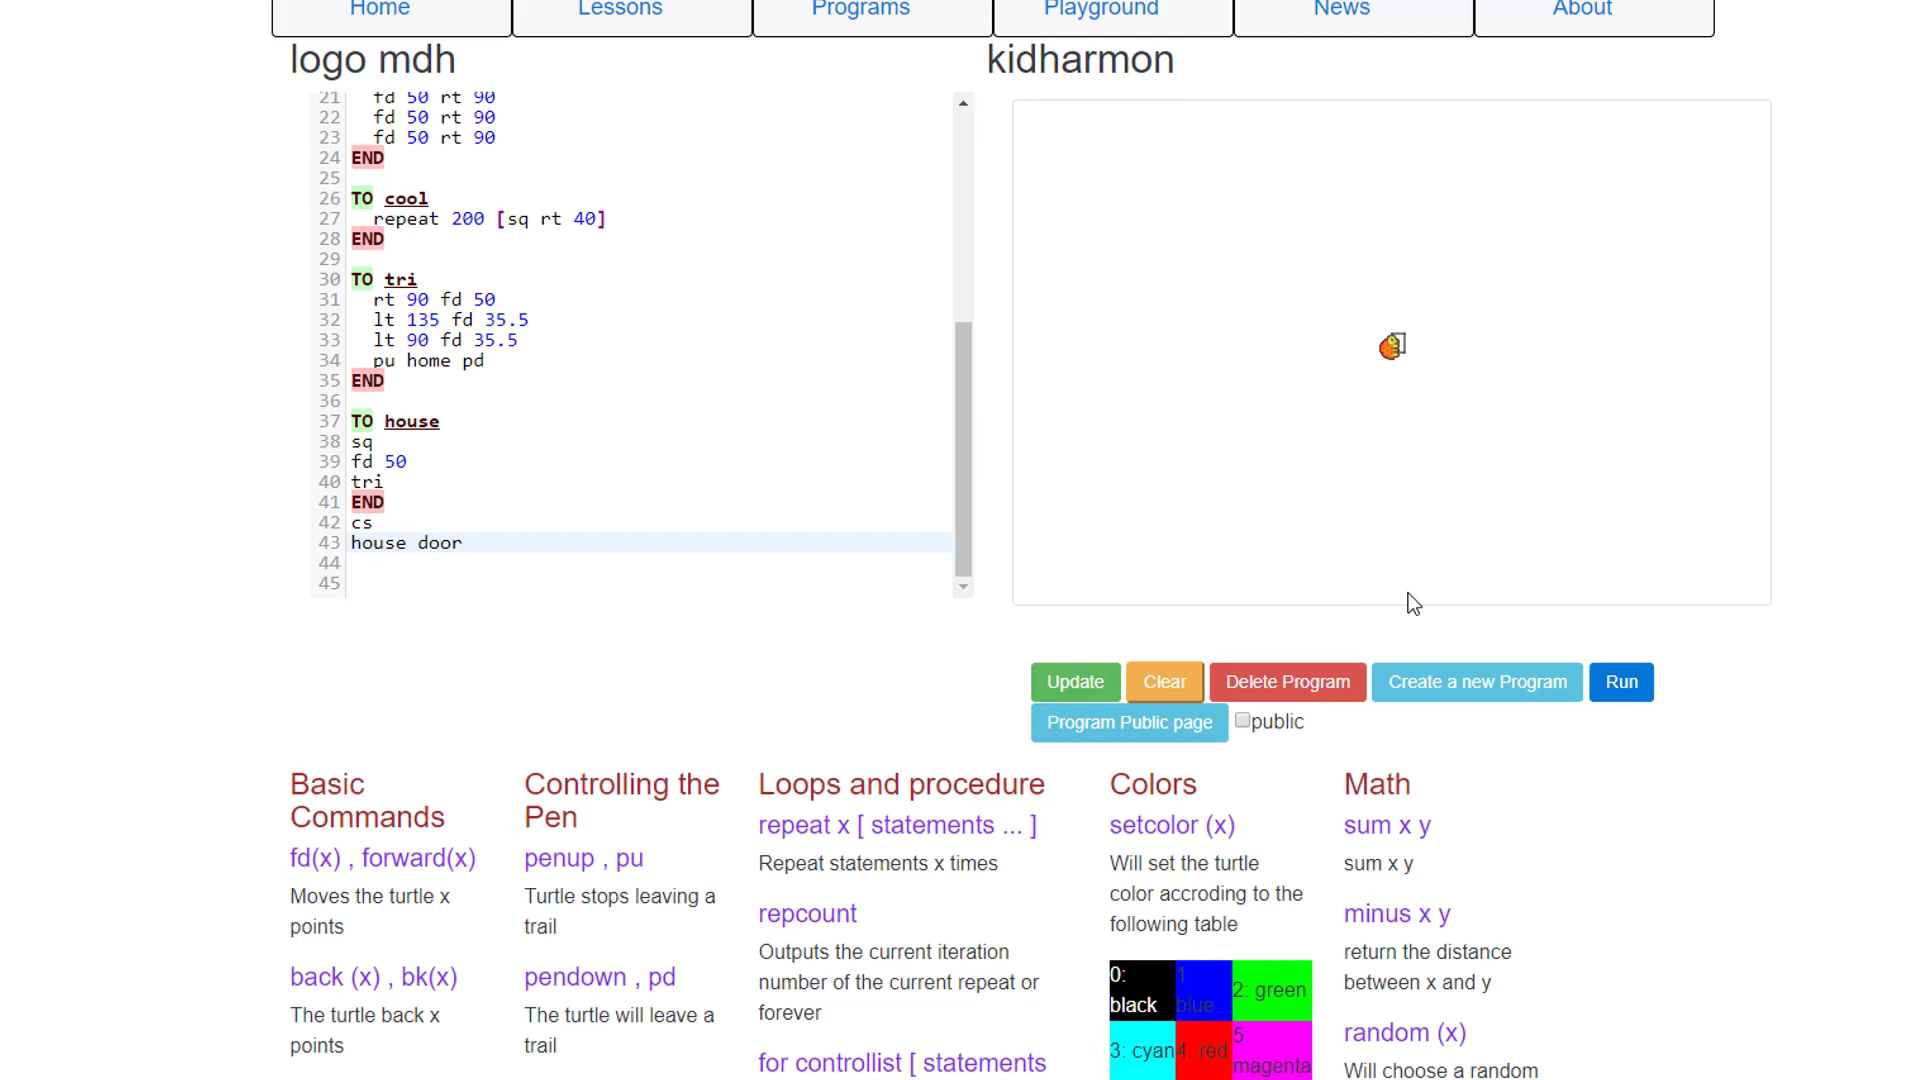 Home Lessons Programs Playground News About
logo mdh
kidharmon
21 fd 50 rt 90
22 fd 50 rt 90
23 fd 50 rt 90
24 END
25
26 TO cool
27 repeat 200 [sq rt 40]
28 END
29
30 TO tri
31 rt 90 fd 50
32 lt 135 fd 35.5
33 lt 90 fd 35.5
34 pu home pd
35 END
36
37 TO house
38 sq
39 fd 50
40 tri
41 END
42 cs
43 house door
44
45
Update Clear Delete Program Create a new Program Run
Program Public page public
Basic
Commands
fd(x) , forward(x)
Moves the turtle x
points
back (x) , bk(x)
The turtle back x
points
Controlling the
Pen
penup , pu
Turtle stops leaving a
trail
pendown , pd
The turtle will leave a
trail
Loops and procedure
repeat x [ statements ... ]
Repeat statements x times
repcount
Outputs the current iteration
number of the current repeat or
forever
for controllist [ statements
Colors
setcolor (x)
Will set the turtle
color accroding to the
following table
0: black
1: blue
2: green
3: cyan
4: red
5: magenta
Math
sum x y
sum x y
minus x y
return the distance
between x and y
random (x)
Will choose a random